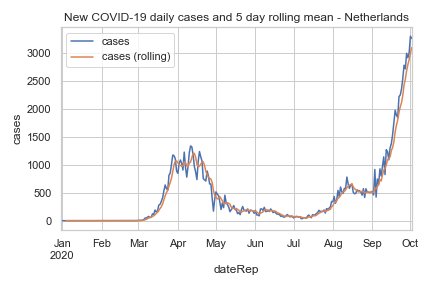 New COVID-19 daily cases and 5 day rolling mean - Netherlands
cases
cases (rolling)
3000
2500
2000
1500
1000
500
0
cases
Jan Feb Mar Apr May Jun Jul Aug Sep Oct
2020
dateRep